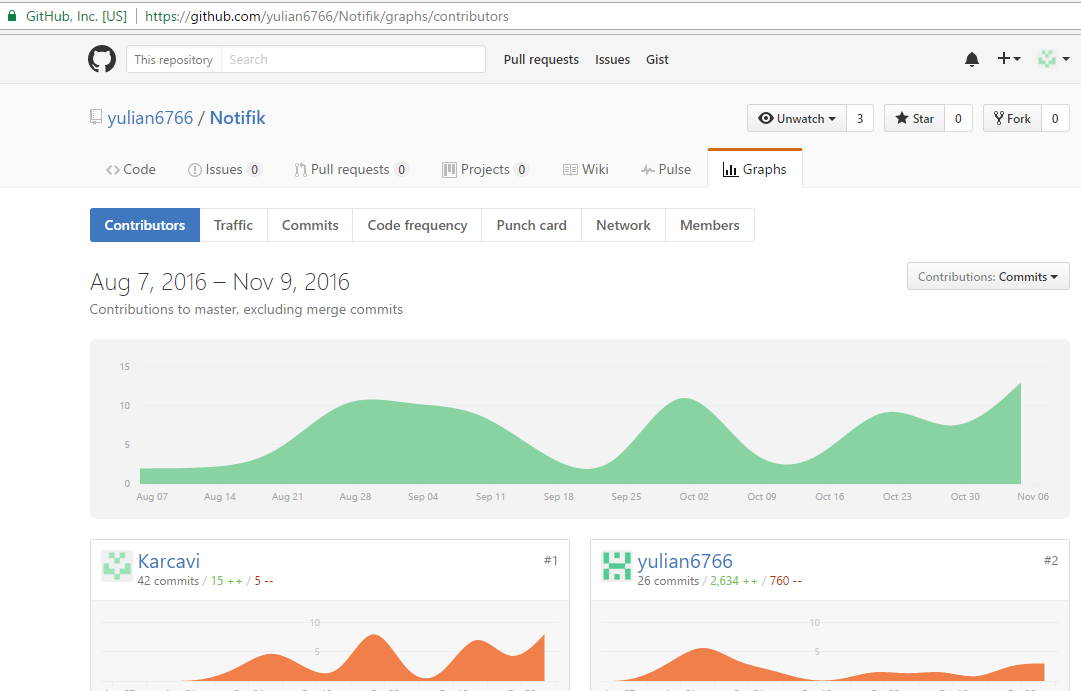 GitHub, Inc. [US] https://github.com/yulian6766/Notifik/graphs/contributors
This repository Search Pull requests Issues Gist
yulian6766 / Notifik Unwatch 3 Star 0 Fork 0
Code Issues 0 Pull requests 0 Projects 0 Wiki Pulse Graphs
Contributors Traffic Commits Code frequency Punch card Network Members
Aug 7, 2016 – Nov 9, 2016 Contributions: Commits
Contributions to master, excluding merge commits
15
10
5
0
Aug 07 Aug 14 Aug 21 Aug 28 Sep 04 Sep 11 Sep 18 Sep 25 Oct 02 Oct 09 Oct 16 Oct 23 Oct 30 Nov 06
Karcavi #1
42 commits / 15 ++ / 5 --
10
5
yulian6766 #2
26 commits / 2,634 ++ / 760 --
10
5